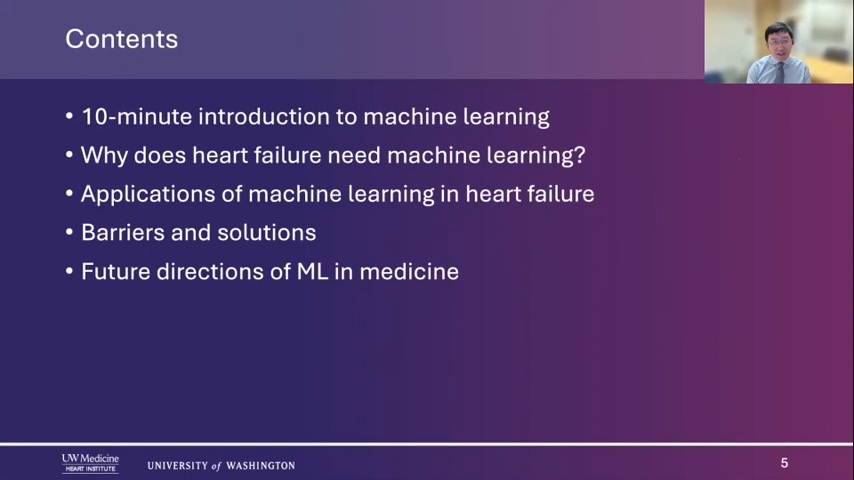 Contents
• 10-minute introduction to machine learning
• Why does heart failure need machine learning?
• Applications of machine learning in heart failure
• Barriers and solutions
• Future directions of ML in medicine
UW Medicine
HEART INSTITUTE
UNIVERSITY of WASHINGTON
5